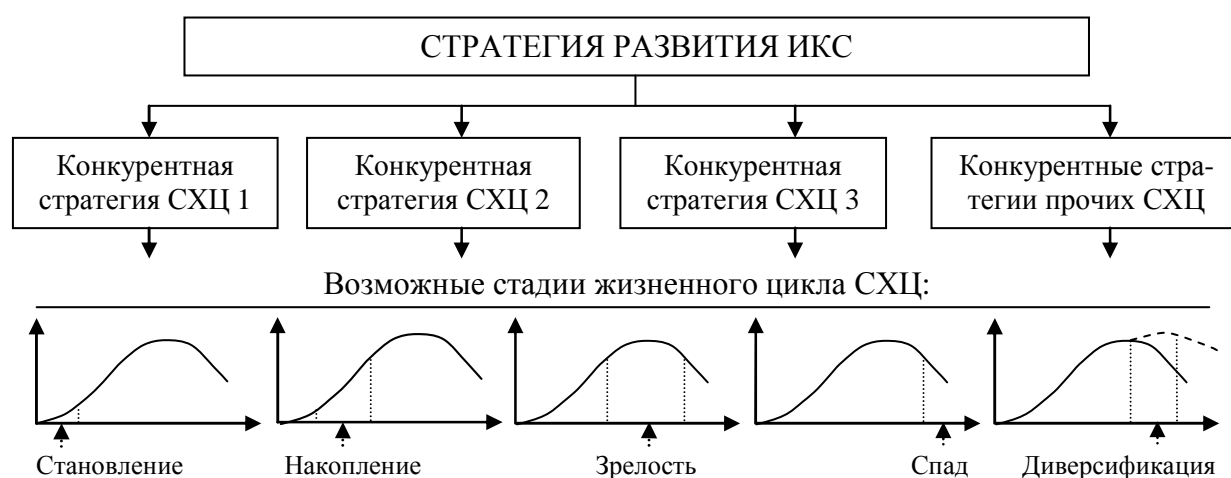 СТРАТЕГИЯ РАЗВИТИЯ ИКС
Конкурентная
стратегия СХЦ 1
Конкурентная
стратегия СХЦ 2
Конкурентная
стратегия СХЦ 3
Конкурентные стра-
тегии прочих СХЦ
Возможные стадии жизненного цикла СХЦ:
Становление
Накопление
Зрелость
Спад
Диверсификация